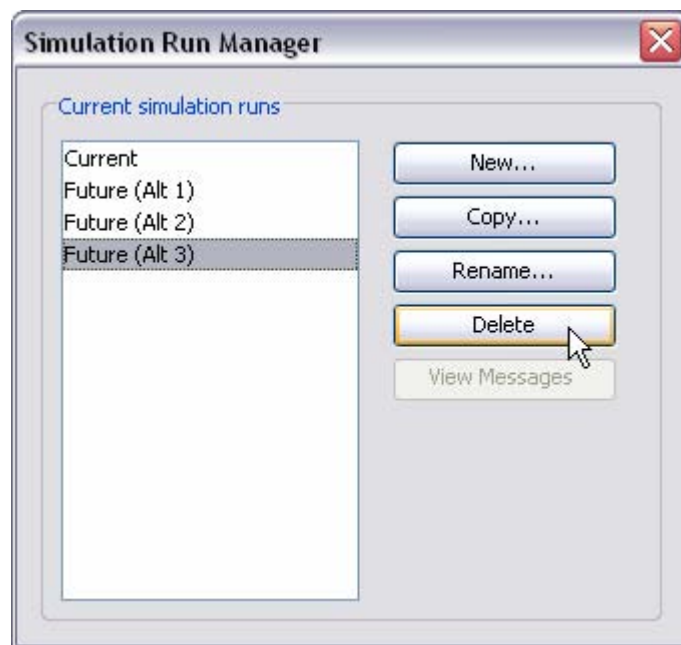 Simulation Run Manager
Current simulation runs
Current
Future (Alt 1)
Future (Alt 2)
Future (Alt 3)
New...
Copy...
Rename...
Delete
View Messages